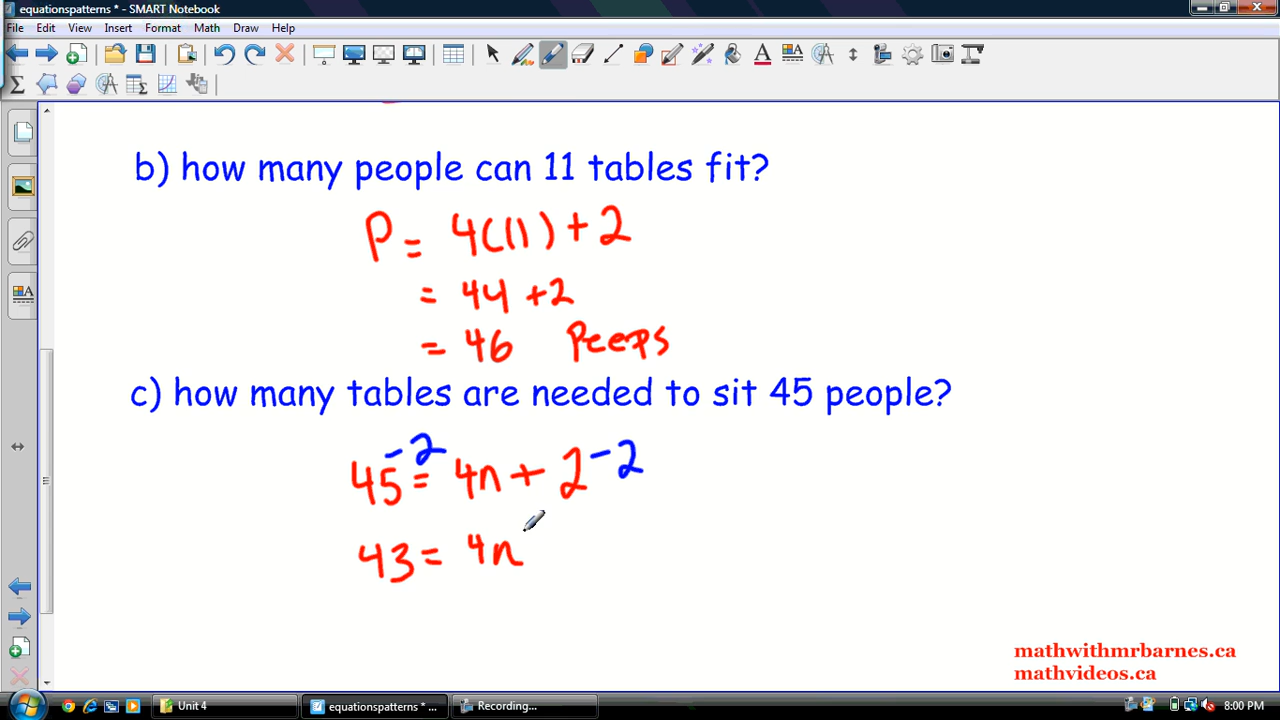 equationspatterns * - SMART Notebook
File Edit View Insert Format Math Draw Help
b) how many people can 11 tables fit?
P = 4(11) + 2
= 44 + 2
= 46 Peeps
c) how many tables are needed to sit 45 people?
45 - 2 = 4n + 2 - 2
43 = 4n
mathwithmrbarnes.ca
mathvideos.ca
Unit 4 equationspatterns * ... Recording... 8:00 PM